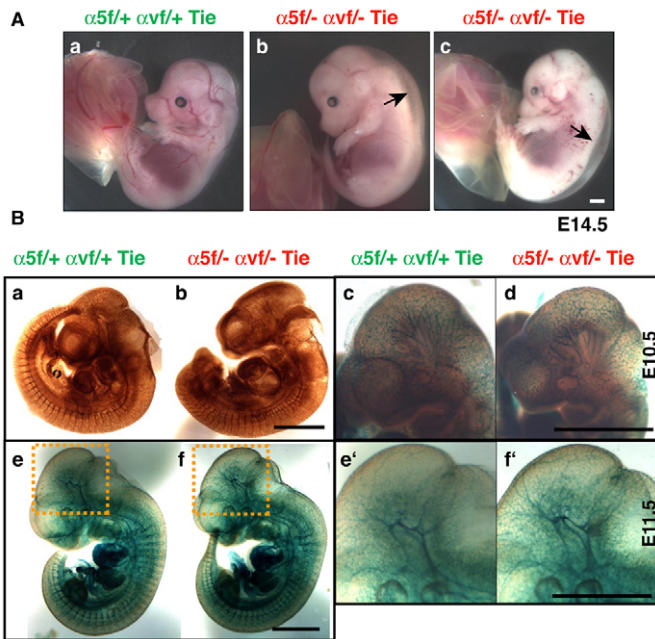 A
α5f/+ αvf/+ Tie α5f/- αvf/- Tie α5f/- αvf/- Tie
a b c
E14.5
B
α5f/+ αvf/+ Tie α5f/- αvf/- Tie α5f/+ αvf/+ Tie α5f/- αvf/- Tie
a b c d
E10.5
e f e‘ f‘
E11.5